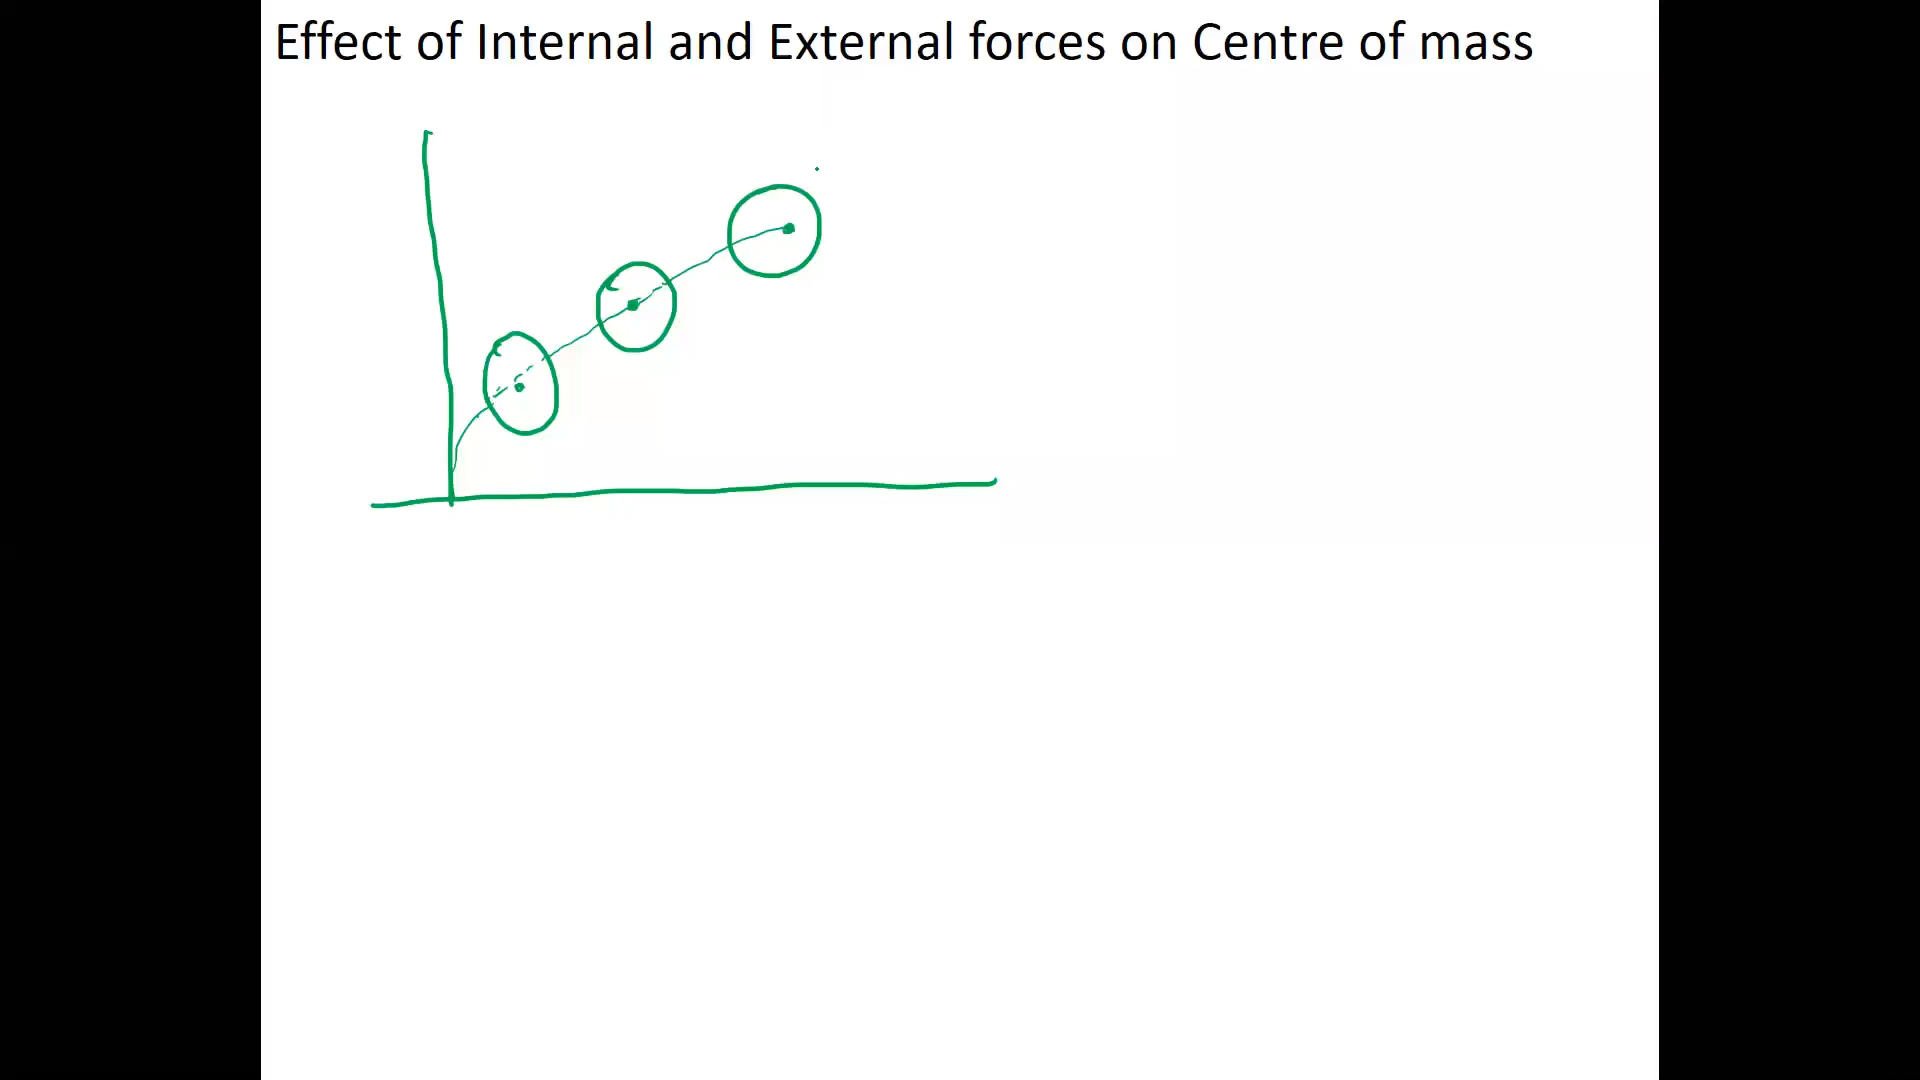 Effect of Internal and External forces on Centre of mass